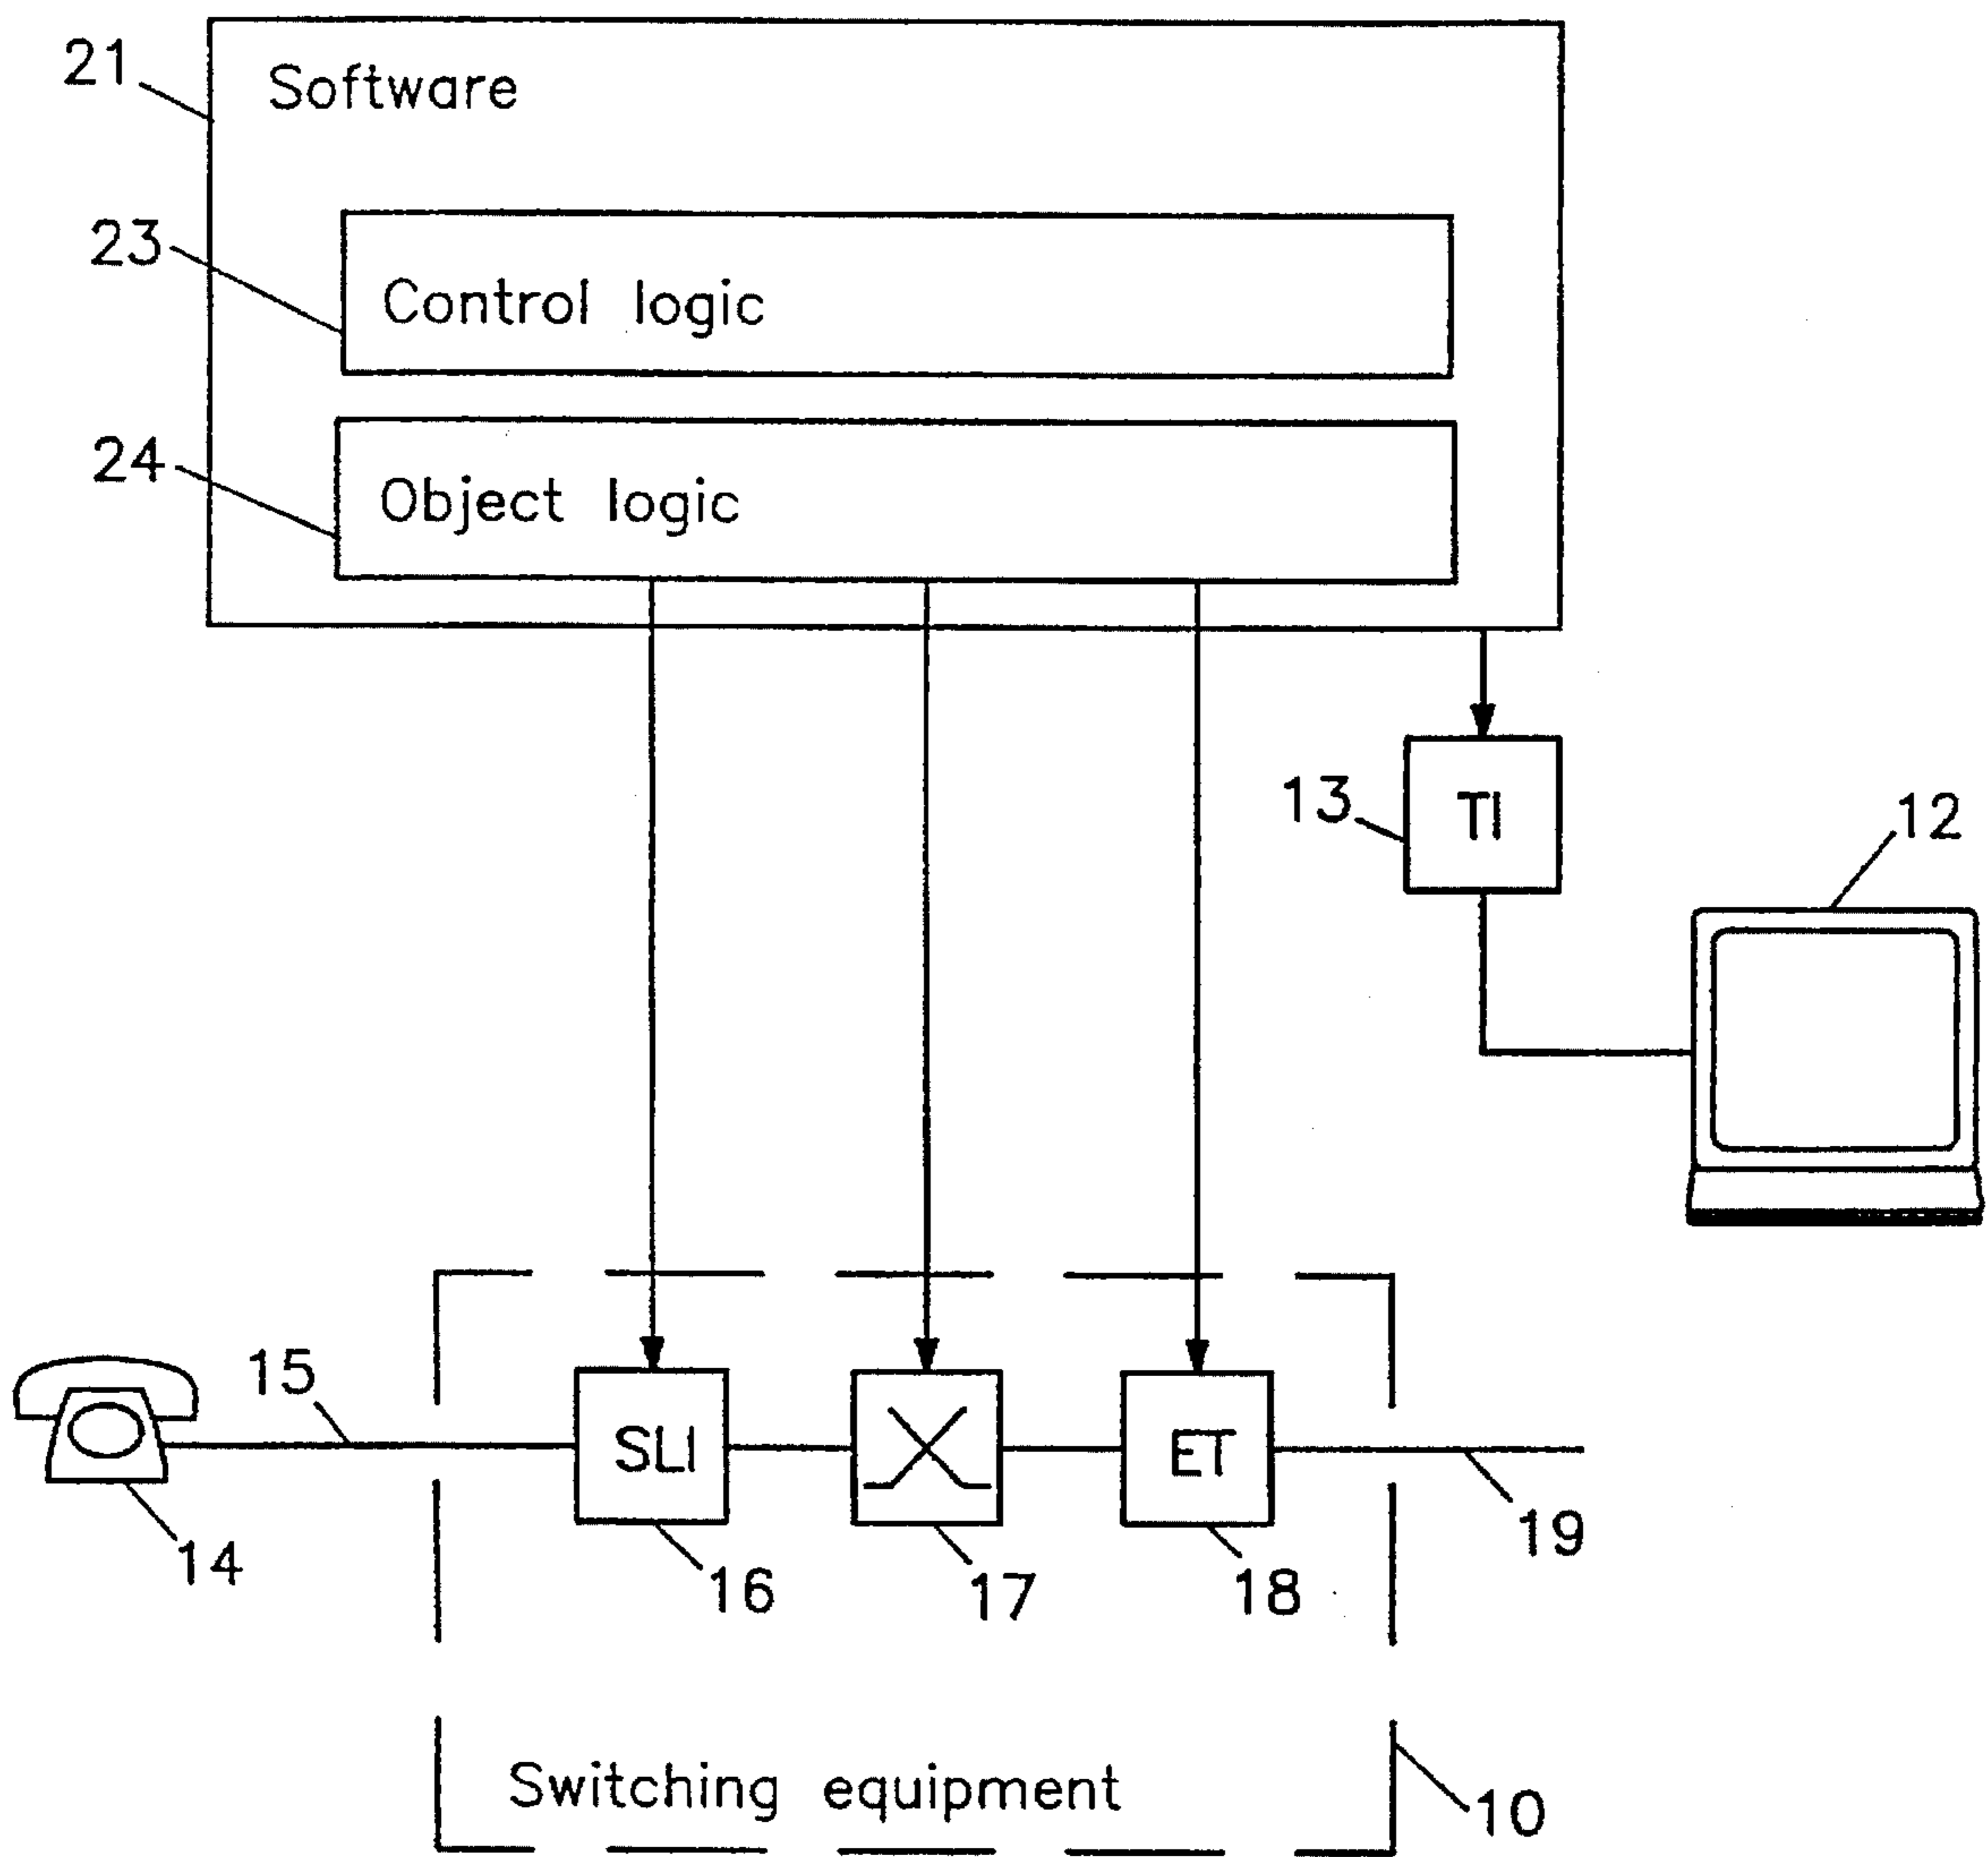 21
Software
23
Control logic
24
Object logic
13
TI
12
15
SLI
ET
14
16
17
18
19
Switching equipment
10